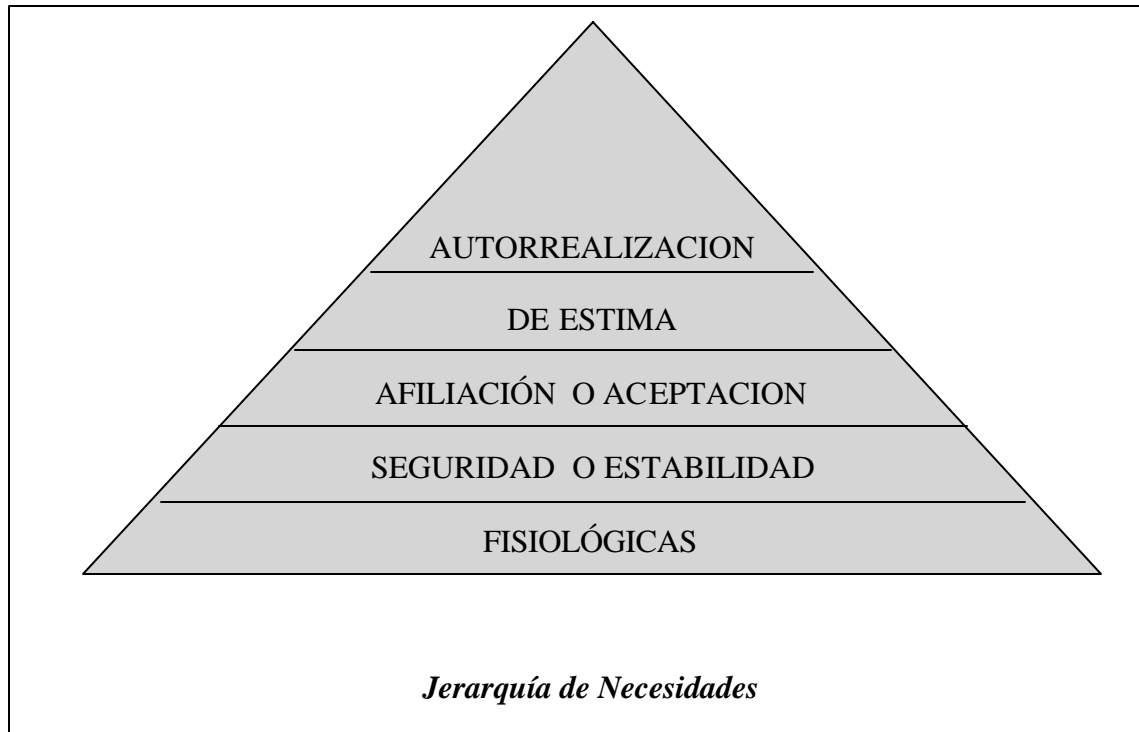 AUTORREALIZACION
DE ESTIMA
AFILIACIÓN O ACEPTACION
SEGURIDAD O ESTABILIDAD
FISIOLÓGICAS
Jerarquía de Necesidades